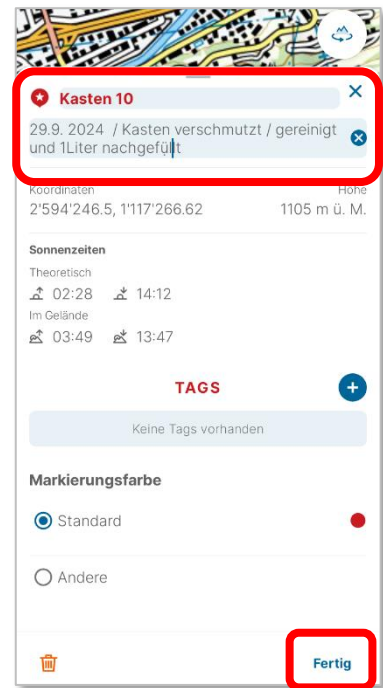 Kasten 10
29.9. 2024 / Kasten verschmutzt / gereinigt
und 1Liter nachgefüllt
Koordinaten Höhe
2'594'246.5, 1'117'266.62 1105 m ü. M.
Sonnenzeiten
Theoretisch
02:28 14:12
Im Gelände
03:49 13:47
TAGS
Keine Tags vorhanden
Markierungsfarbe
Standard
Andere
Fertig